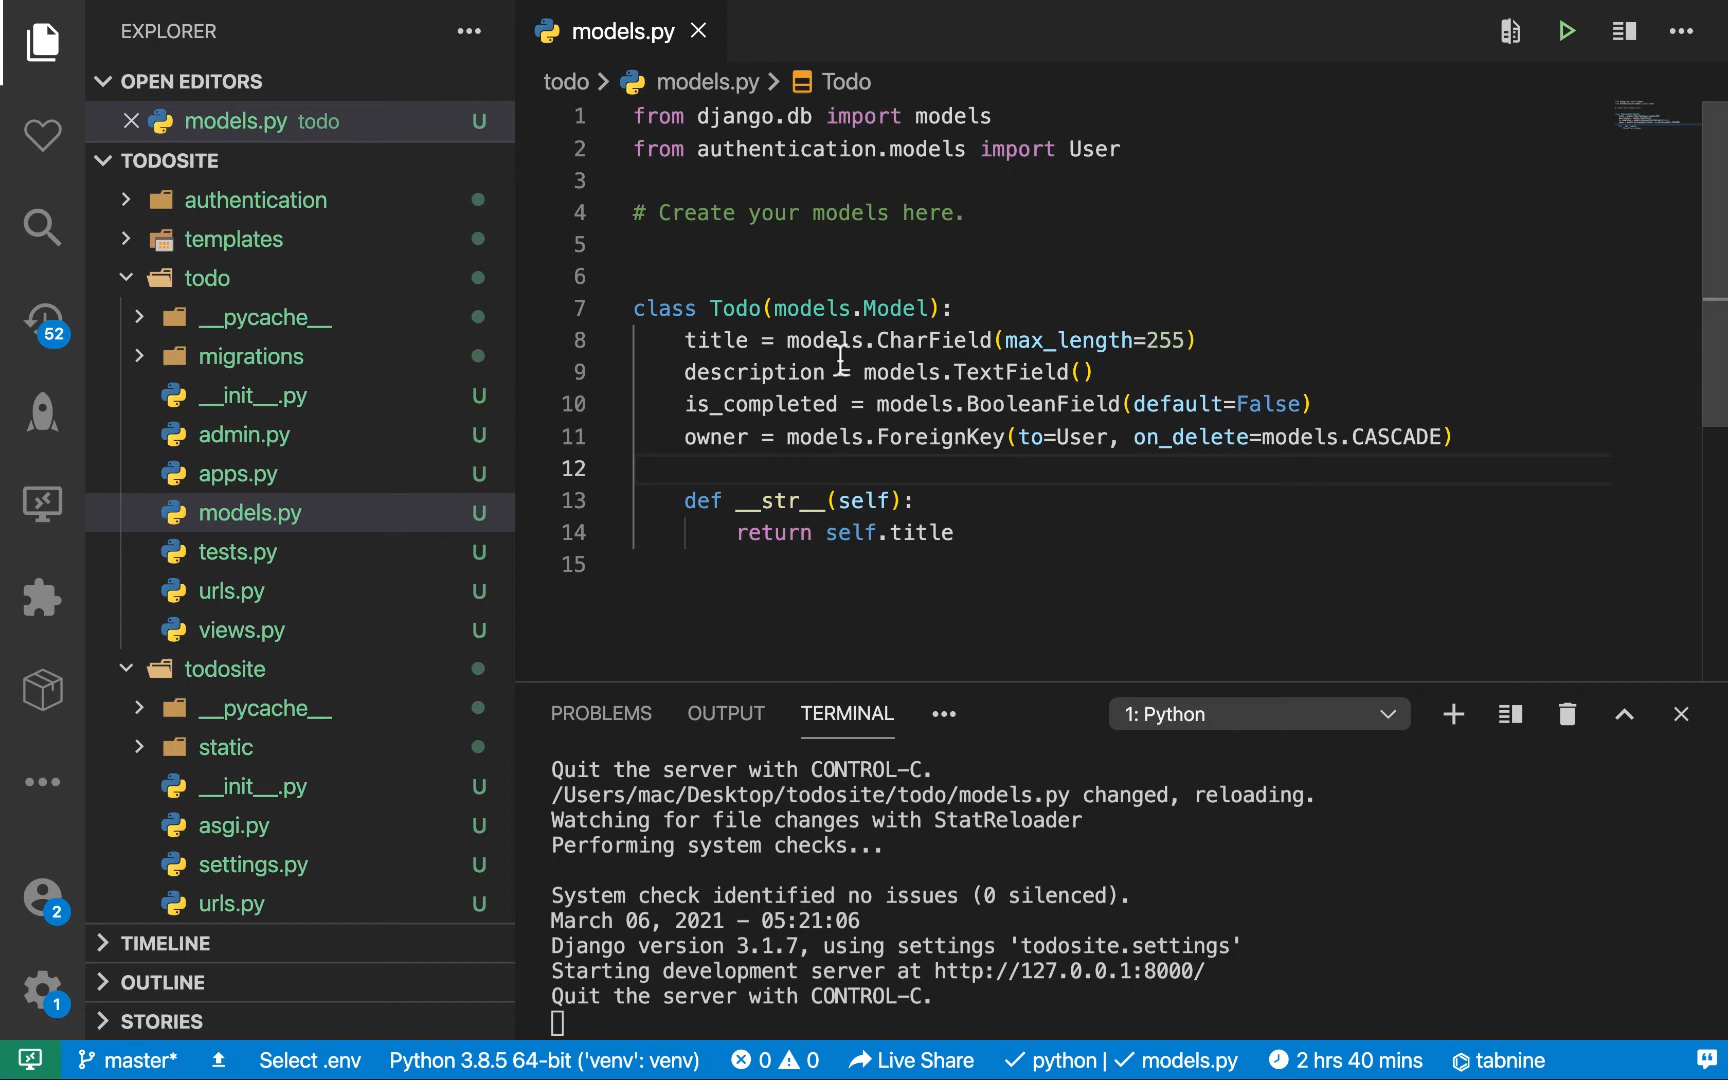 EXPLORER
OPEN EDITORS
models.py todo U
TODOSITE
authentication
templates
todo
__pycache__
migrations
__init__.py U
admin.py U
apps.py U
models.py U
tests.py U
urls.py U
views.py U
todosite
__pycache__
static
__init__.py U
asgi.py U
settings.py U
urls.py U
TIMELINE
OUTLINE
STORIES
52
2
1
models.py
todo > models.py > Todo
1 from django.db import models
2 from authentication.models import User
3
4 # Create your models here.
5
6
7 class Todo(models.Model):
8 title = models.CharField(max_length=255)
9 description = models.TextField()
10 is_completed = models.BooleanField(default=False)
11 owner = models.ForeignKey(to=User, on_delete=models.CASCADE)
12
13 def __str__(self):
14 return self.title
15
PROBLEMS OUTPUT TERMINAL 1: Python
Quit the server with CONTROL-C.
/Users/mac/Desktop/todosite/todo/models.py changed, reloading.
Watching for file changes with StatReloader
Performing system checks...
System check identified no issues (0 silenced).
March 06, 2021 - 05:21:06
Django version 3.1.7, using settings 'todosite.settings'
Starting development server at http://127.0.0.1:8000/
Quit the server with CONTROL-C.
master* Select .env Python 3.8.5 64-bit ('venv': venv) 0 0 Live Share python | models.py 2 hrs 40 mins tabnine